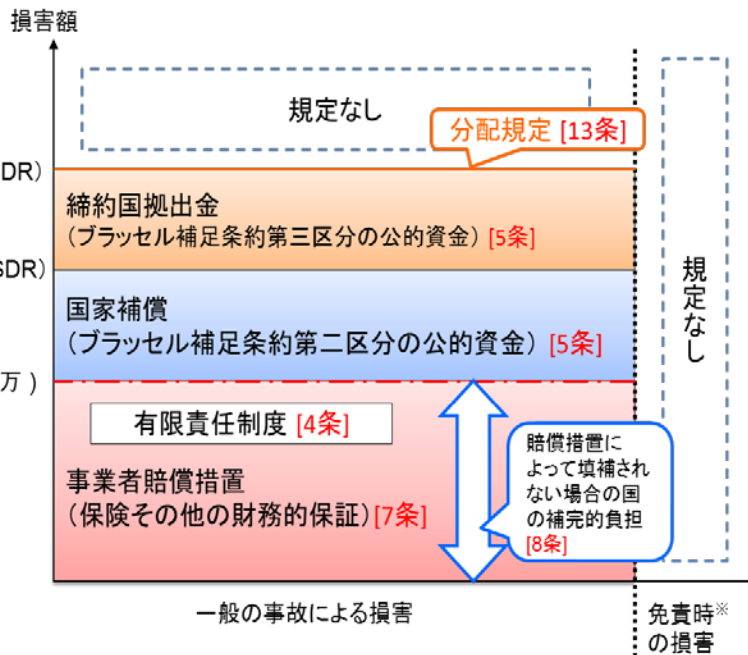 損害額
規定なし
分配規定 [13条]
DR)
締約国拠出金
(ブラッセル補足条約第三区分の公的資金) [5条]
SDR)
規定なし
国家補償
(ブラッセル補足条約第二区分の公的資金) [5条]
万 )
有限責任制度 [4条]
事業者賠償措置
(保険その他の財務的保証) [7条]
賠償措置に
よって填補され
ない場合の国
の補完的負担
[8条]
一般の事故による損害
免責時※
の損害